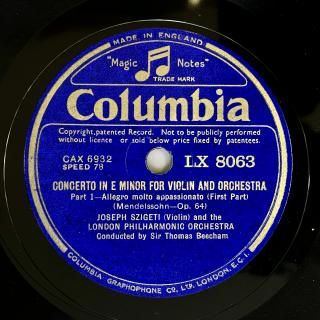 MADE IN ENGLAND
"Magic Notes"
TRADE MARK
Columbia
Copyright, patented Record. Not to be publicly performed
without licence or sold below price fixed by patentees.
CAX 6932
SPEED 78
LX 8063
CONCERTO IN E MINOR FOR VIOLIN AND ORCHESTRA
Part 1—Allegro molto appassionato (First Part)
(Mendelssohn—Op. 64)
JOSEPH SZIGETI (Violin) and the
LONDON PHILHARMONIC ORCHESTRA
Conducted by Sir Thomas Beecham
COLUMBIA GRAPHOPHONE CO. LTD. LONDON, E.C.1